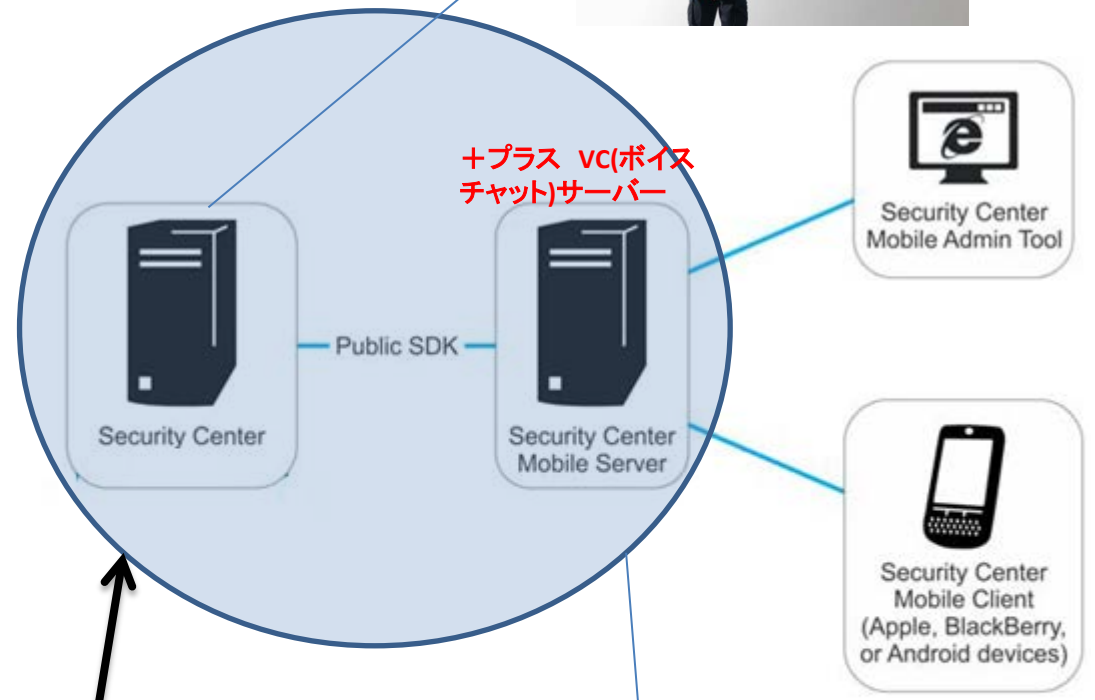 ＋プラス　VC(ボイス
チャット)サーバー
Security Center
Mobile Admin Tool
Public SDK
Security Center
Security Center
Mobile Server
Security Center
Mobile Client
(Apple, BlackBerry,
or Android devices)